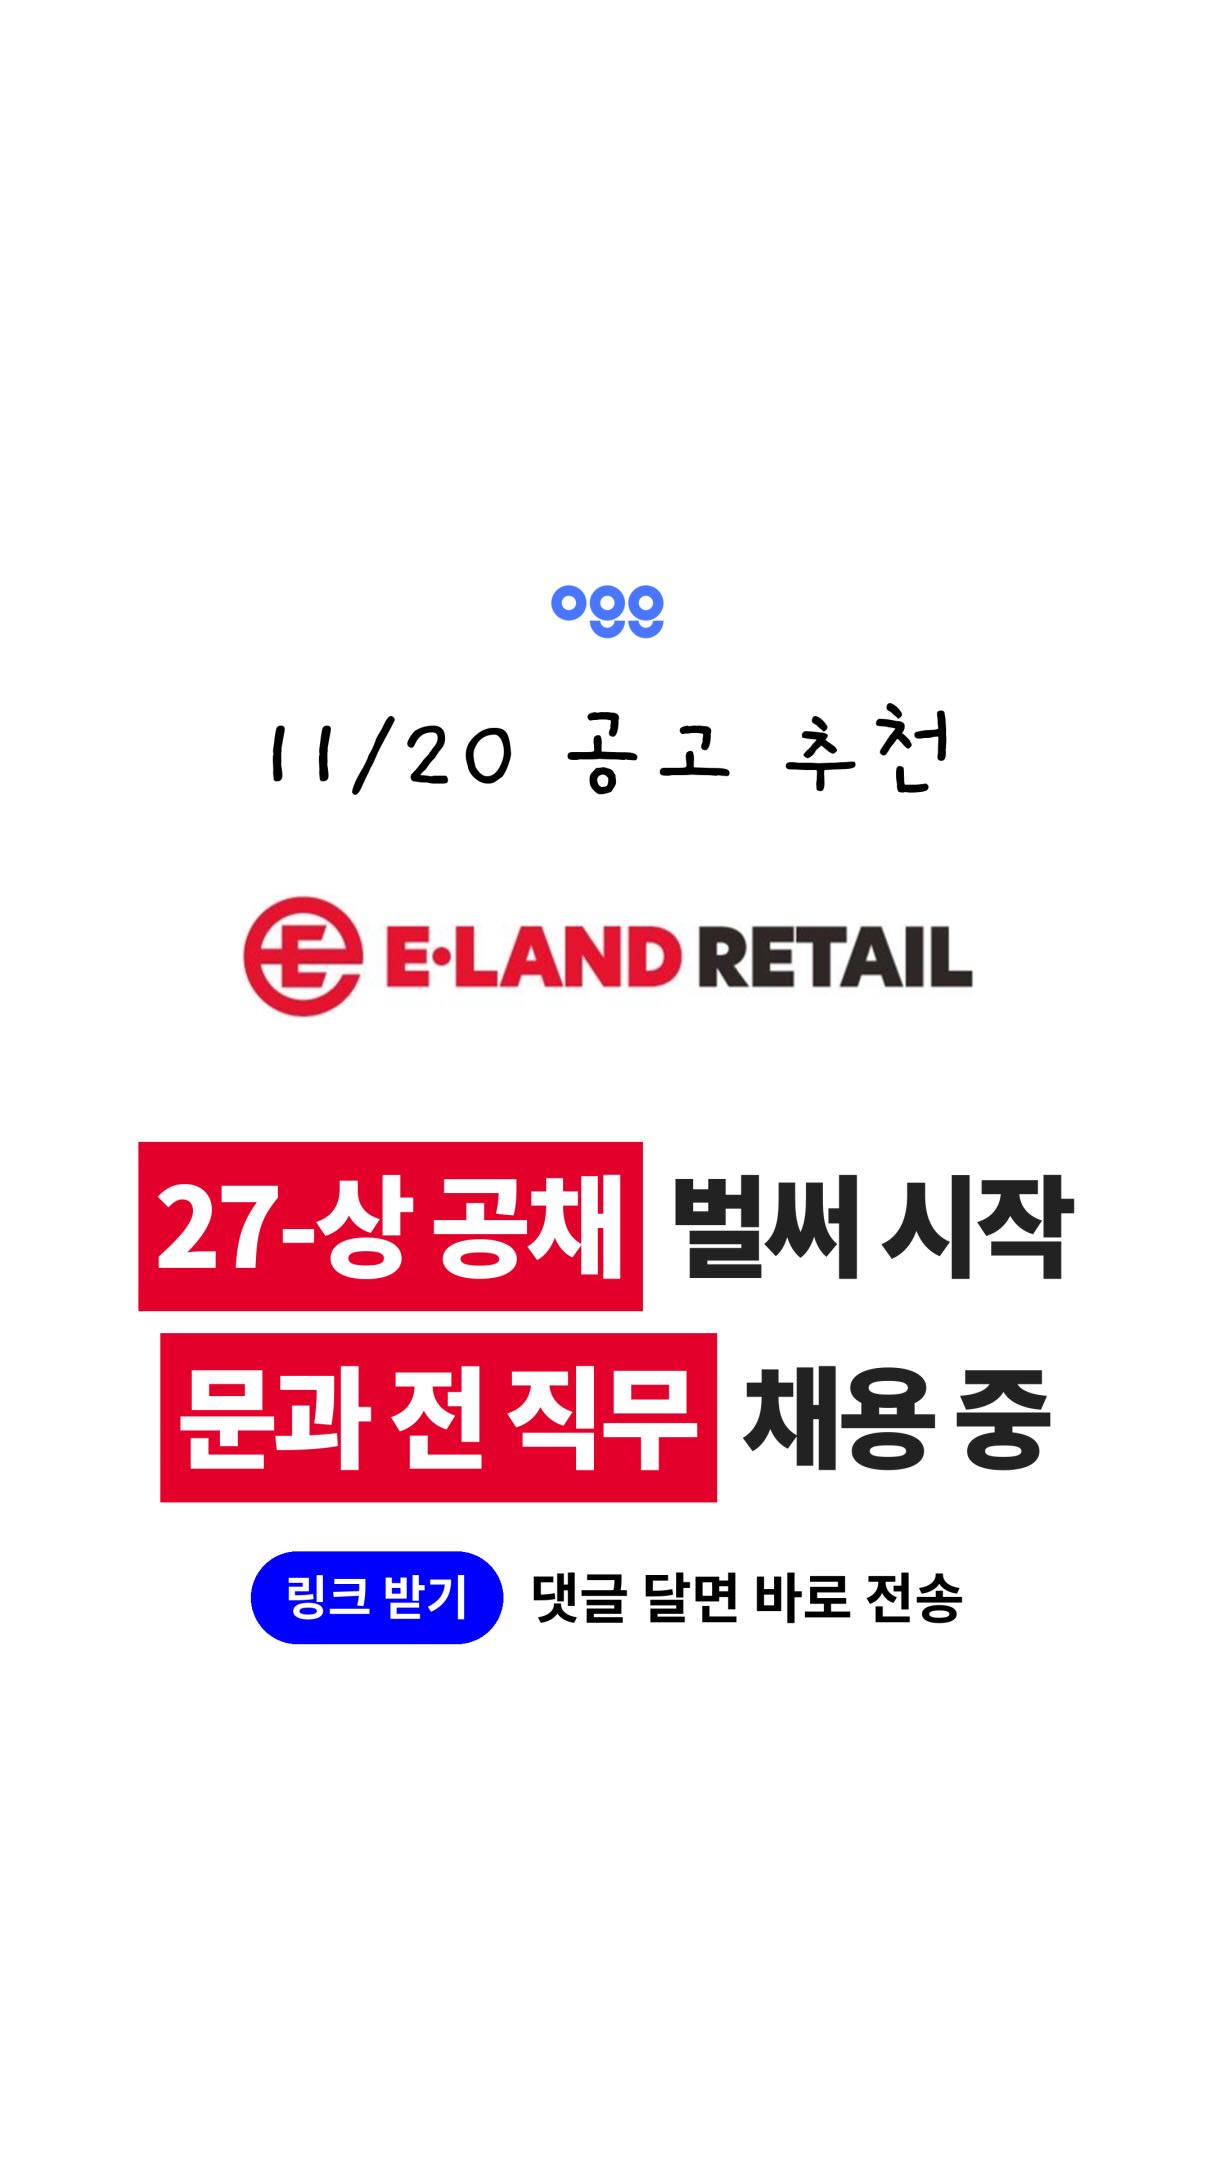 ogg
11/20 공고 추천
E E·LAND RETAIL
27-상 공채 벌써 시작
문과 전 직무 채용 중
링크 받기 댓글 달면 바로 전송